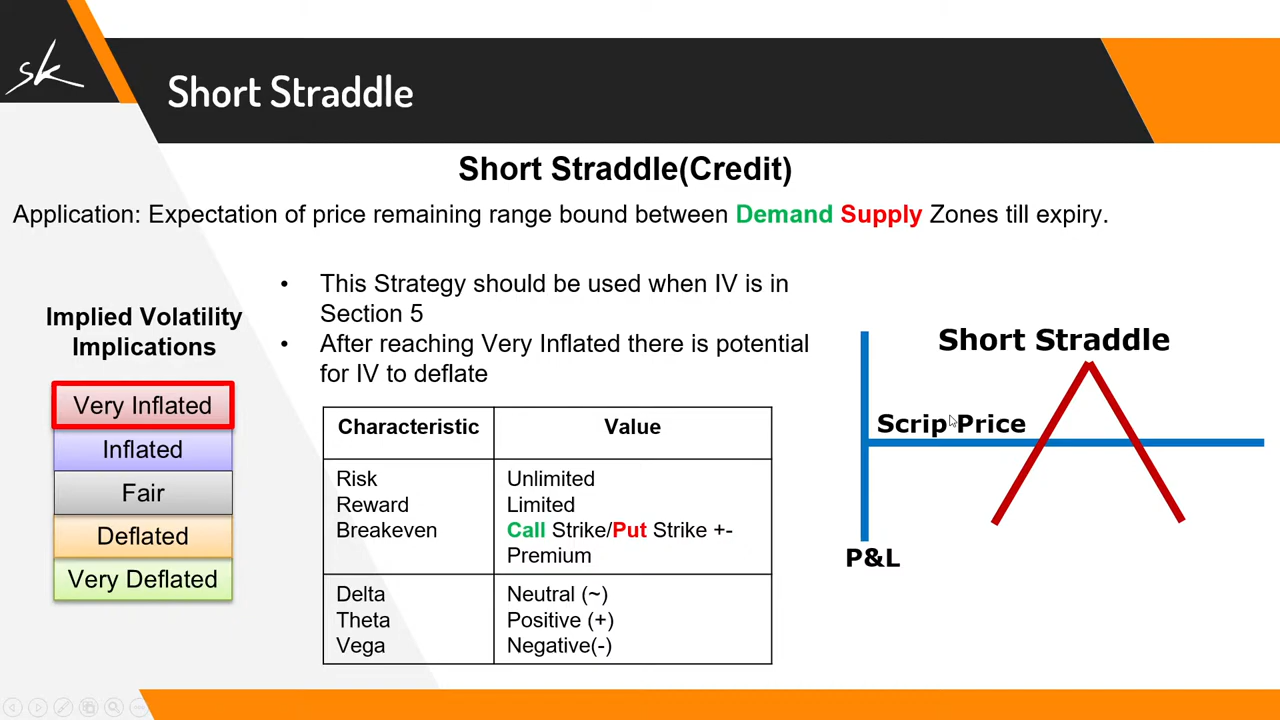 sk
Short Straddle
Short Straddle(Credit)
Application: Expectation of price remaining range bound between Demand Supply Zones till expiry.
• This Strategy should be used when IV is in
Section 5
• After reaching Very Inflated there is potential
for IV to deflate
Implied Volatility
Implications
Very Inflated
Inflated
Fair
Deflated
Very Deflated
Characteristic Value
Risk Unlimited
Reward Limited
Breakeven Call Strike/Put Strike +-
Premium
Delta Neutral (~)
Theta Positive (+)
Vega Negative(-)
Short Straddle
Scrip Price
P&L